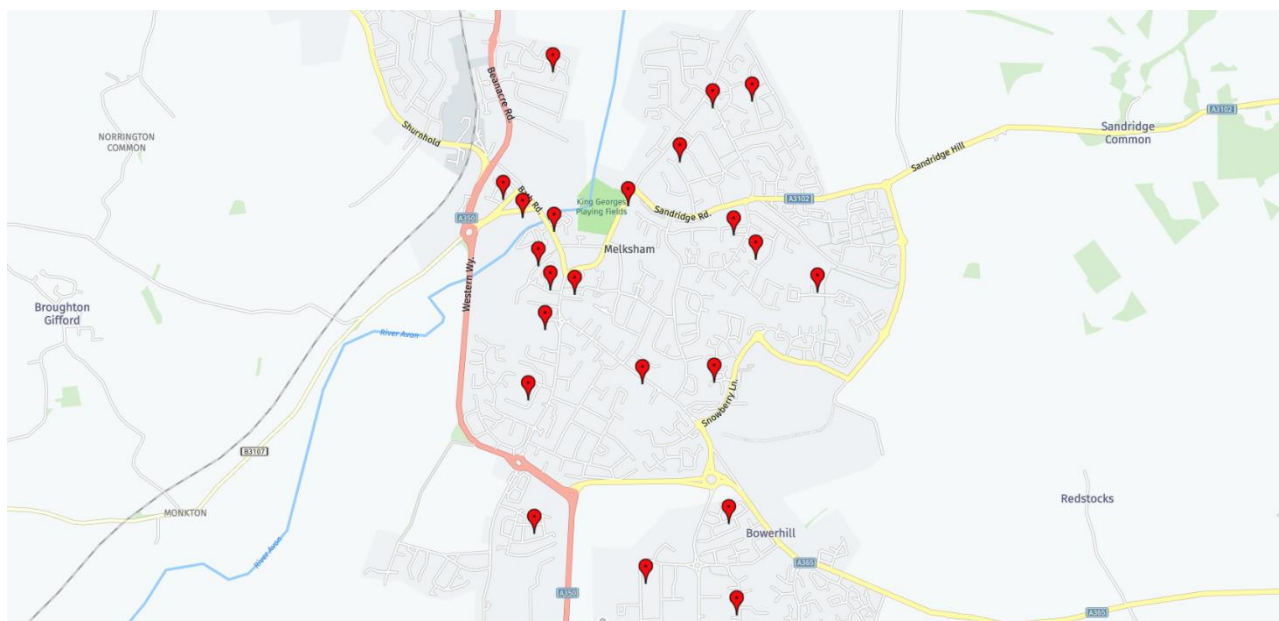 Beanacre Rd.
Shurnhold
NORRINGTON
COMMON
A3102
Sandridge
Common
Sandridge Hill
Bath Rd.
King Georges
Playing Fields
A3102
Sandridge Rd.
A350
Melksham
Western Wy.
Broughton
Gifford
River Avon
Snowberry Ln.
B3107
MONKTON
Redstocks
Bowerhill
River Avon
A365
A350
A365